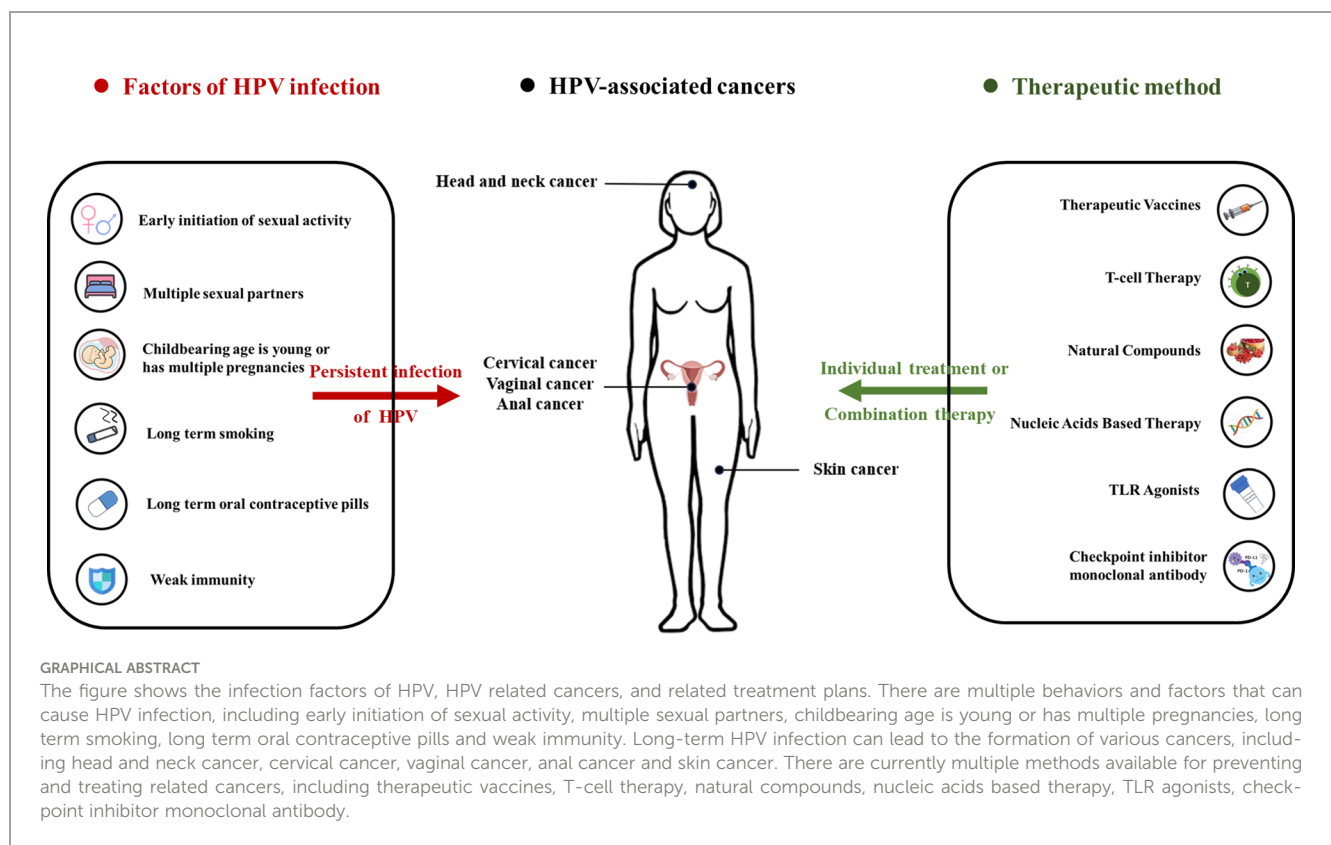 ● Factors of HPV infection
● HPV-associated cancers
● Therapeutic method
Early initiation of sexual activity
Multiple sexual partners
Childbearing age is young or
has multiple pregnancies
Long term smoking
Long term oral contraceptive pills
Weak immunity
Persistent infection
of HPV
Head and neck cancer
Cervical cancer
Vaginal cancer
Anal cancer
Skin cancer
Individual treatment or
Combination therapy
Therapeutic Vaccines
T-cell Therapy
T
Natural Compounds
Nucleic Acids Based Therapy
TLR Agonists
Checkpoint inhibitor
monoclonal antibody
PD-L1
GRAPHICAL ABSTRACT
The figure shows the infection factors of HPV, HPV related cancers, and related treatment plans. There are multiple behaviors and factors that can
cause HPV infection, including early initiation of sexual activity, multiple sexual partners, childbearing age is young or has multiple pregnancies, long
term smoking, long term oral contraceptive pills and weak immunity. Long-term HPV infection can lead to the formation of various cancers, includ-
ing head and neck cancer, cervical cancer, vaginal cancer, anal cancer and skin cancer. There are currently multiple methods available for preventing
and treating related cancers, including therapeutic vaccines, T-cell therapy, natural compounds, nucleic acids based therapy, TLR agonists, check-
point inhibitor monoclonal antibody.